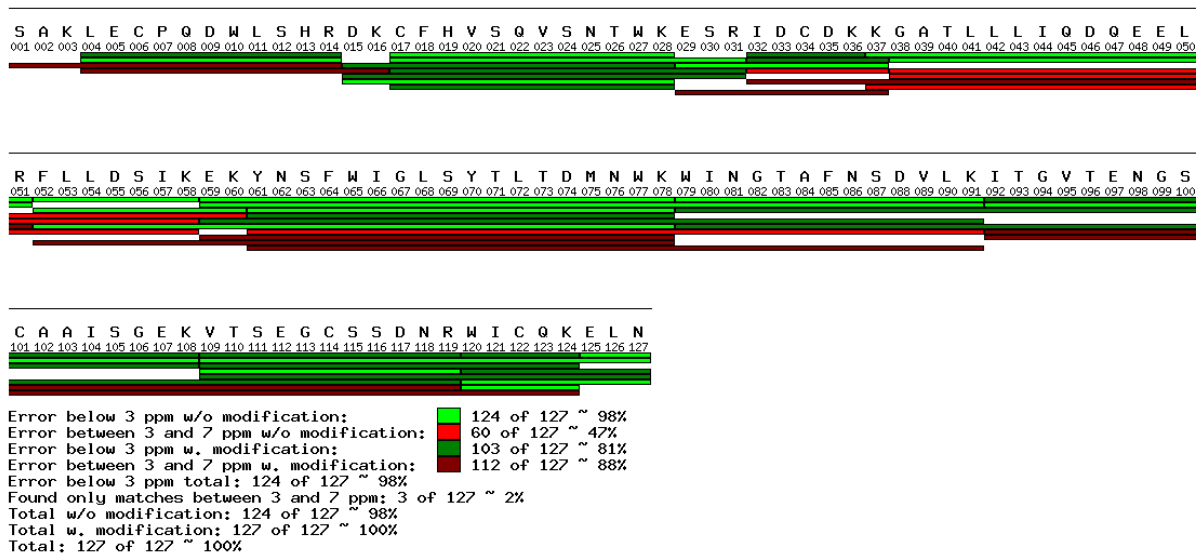 S A K L E C P Q D W L S H R D K C F H V S Q V S N T W K E S R I D C D K K G A T L L L I Q D Q E E L
001 002 003 004 005 006 007 008 009 010 011 012 013 014 015 016 017 018 019 020 021 022 023 024 025 026 027 028 029 030 031 032 033 034 035 036 037 038 039 040 041 042 043 044 045 046 047 048 049 050
R F L L D S I K E K Y N S F W I G L S Y T L T D M N W K W I N G T A F N S D V L K I T G V T E N G S
051 052 053 054 055 056 057 058 059 060 061 062 063 064 065 066 067 068 069 070 071 072 073 074 075 076 077 078 079 080 081 082 083 084 085 086 087 088 089 090 091 092 093 094 095 096 097 098 099 100
C A A I S G E K V T S E G C S S D N R W I C Q K E L N
101 102 103 104 105 106 107 108 109 110 111 112 113 114 115 116 117 118 119 120 121 122 123 124 125 126 127
Error below 3 ppm w/o modification: 124 of 127 ~ 98%
Error between 3 and 7 ppm w/o modification: 60 of 127 ~ 47%
Error below 3 ppm w. modification: 103 of 127 ~ 81%
Error between 3 and 7 ppm w. modification: 112 of 127 ~ 88%
Error below 3 ppm total: 124 of 127 ~ 98%
Found only matches between 3 and 7 ppm: 3 of 127 ~ 2%
Total w/o modification: 124 of 127 ~ 98%
Total w. modification: 127 of 127 ~ 100%
Total: 127 of 127 ~ 100%